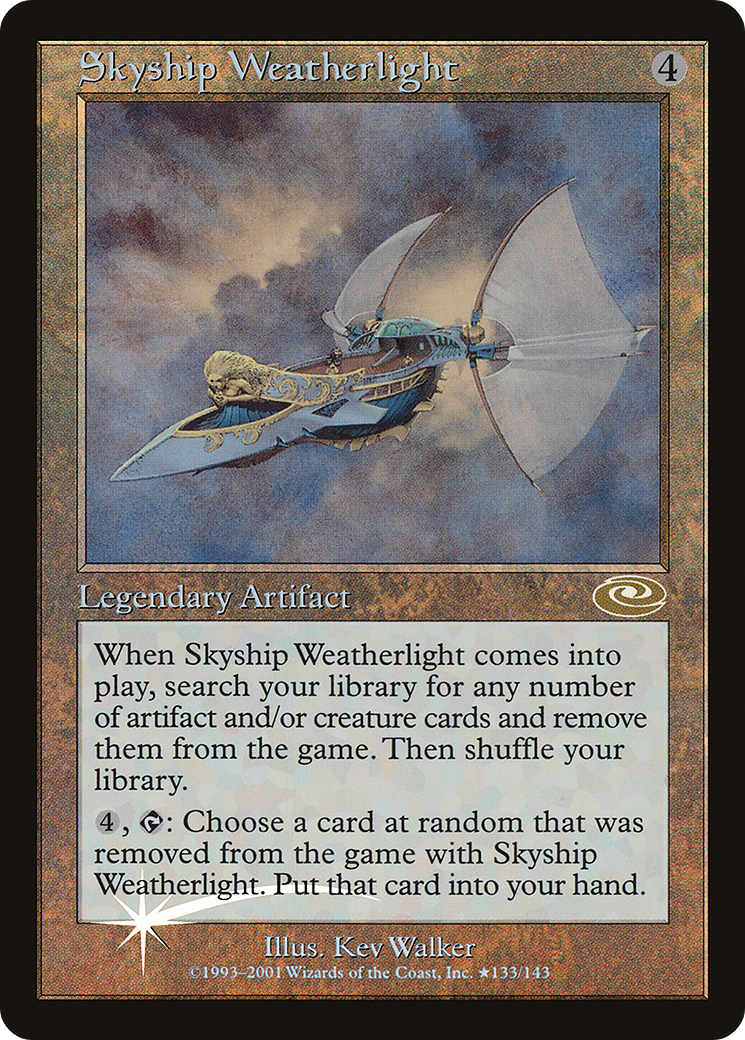 Skyship Weatherlight 4
Legendary Artifact
When Skyship Weatherlight comes into
play, search your library for any number
of artifact and/or creature cards and remove
them from the game. Then shuffle your
library.
4, : Choose a card at random that was
removed from the game with Skyship
Weatherlight. Put that card into your hand.
Illus. Kev Walker
©1993–2001 Wizards of the Coast, Inc. ★133/143